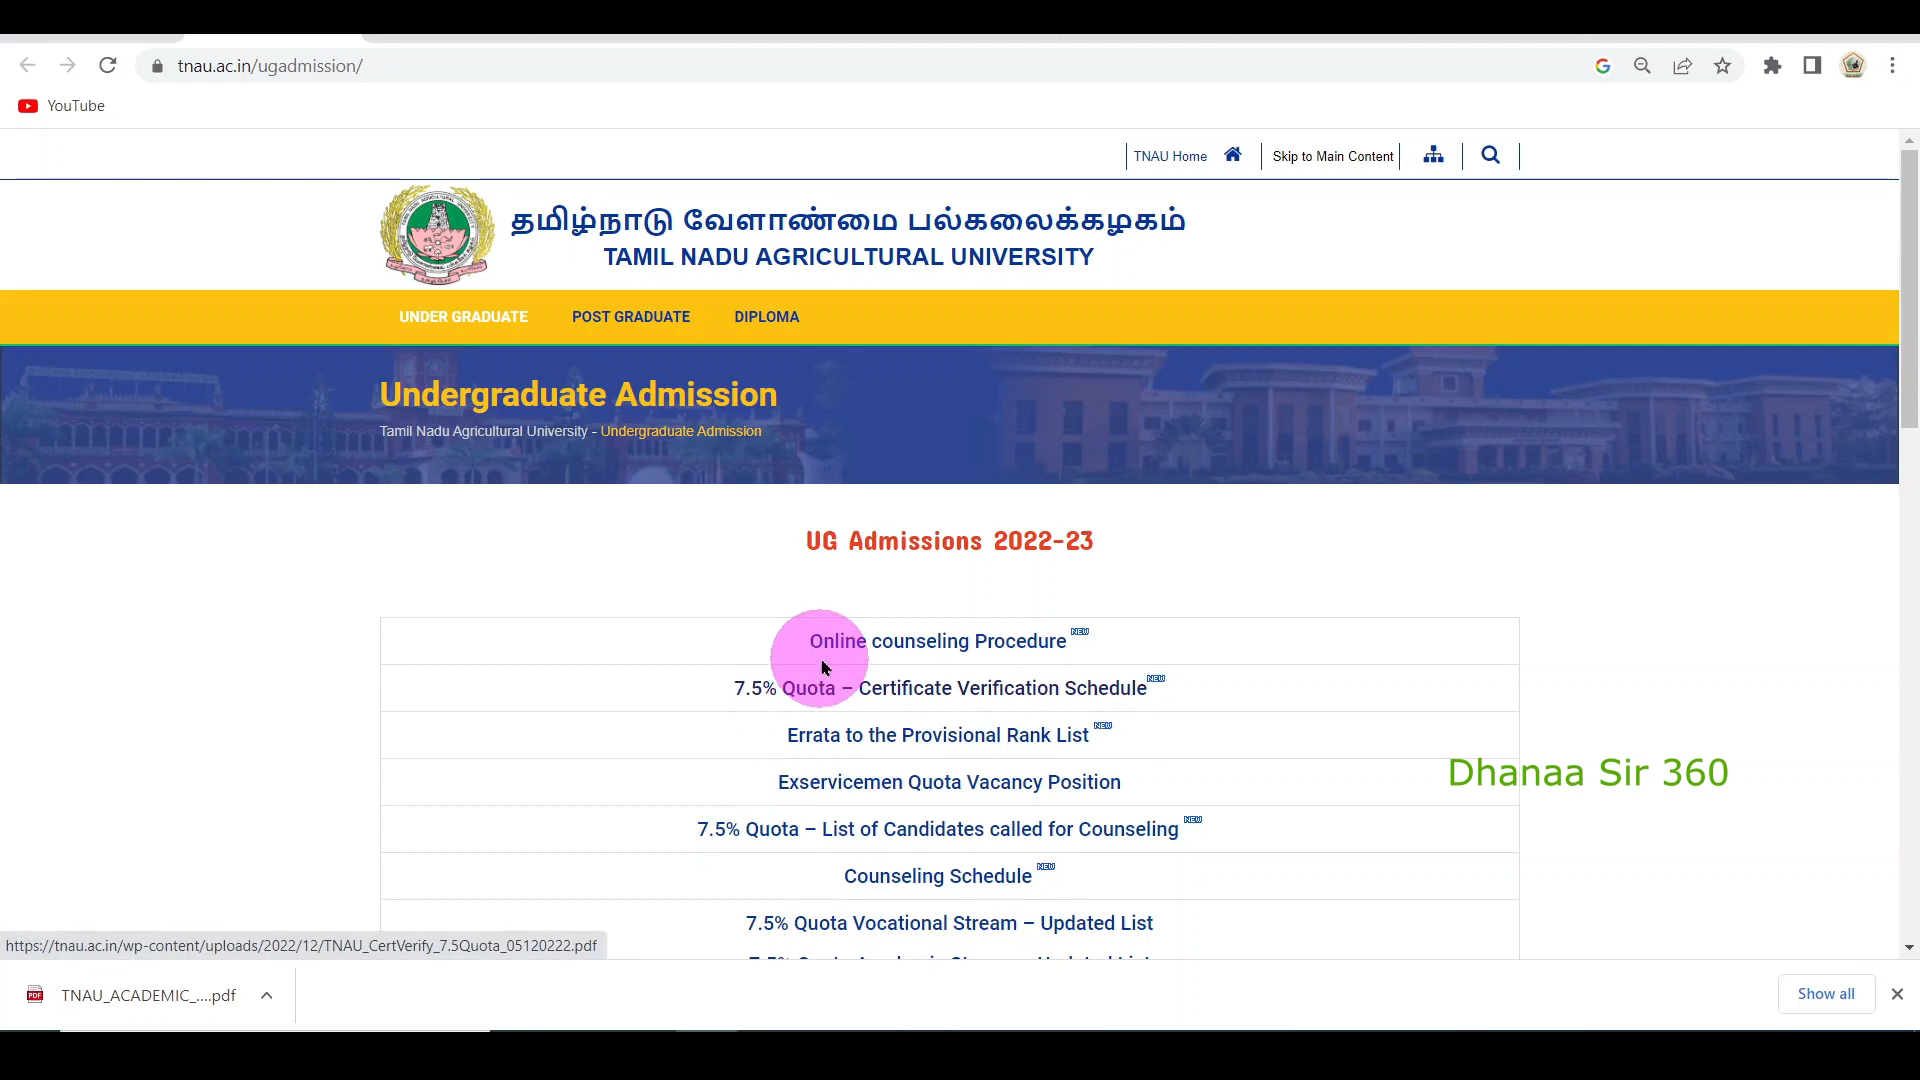 tnau.ac.in/ugadmission/
YouTube
TNAU Home
Skip to Main Content
தமிழ்நாடு வேளாண்மை பல்கலைக்கழகம்
TAMIL NADU AGRICULTURAL UNIVERSITY
UNDER GRADUATE
POST GRADUATE
DIPLOMA
Undergraduate Admission
Tamil Nadu Agricultural University - Undergraduate Admission
UG Admissions 2022-23
Online counseling Procedure NEW
7.5% Quota – Certificate Verification Schedule NEW
Errata to the Provisional Rank List NEW
Exservicemen Quota Vacancy Position
Dhanaa Sir 360
7.5% Quota – List of Candidates called for Counseling NEW
Counseling Schedule NEW
7.5% Quota Vocational Stream – Updated List
https://tnau.ac.in/wp-content/uploads/2022/12/TNAU_CertVerify_7.5Quota_05120222.pdf
TNAU_ACADEMIC_....pdf
Show all